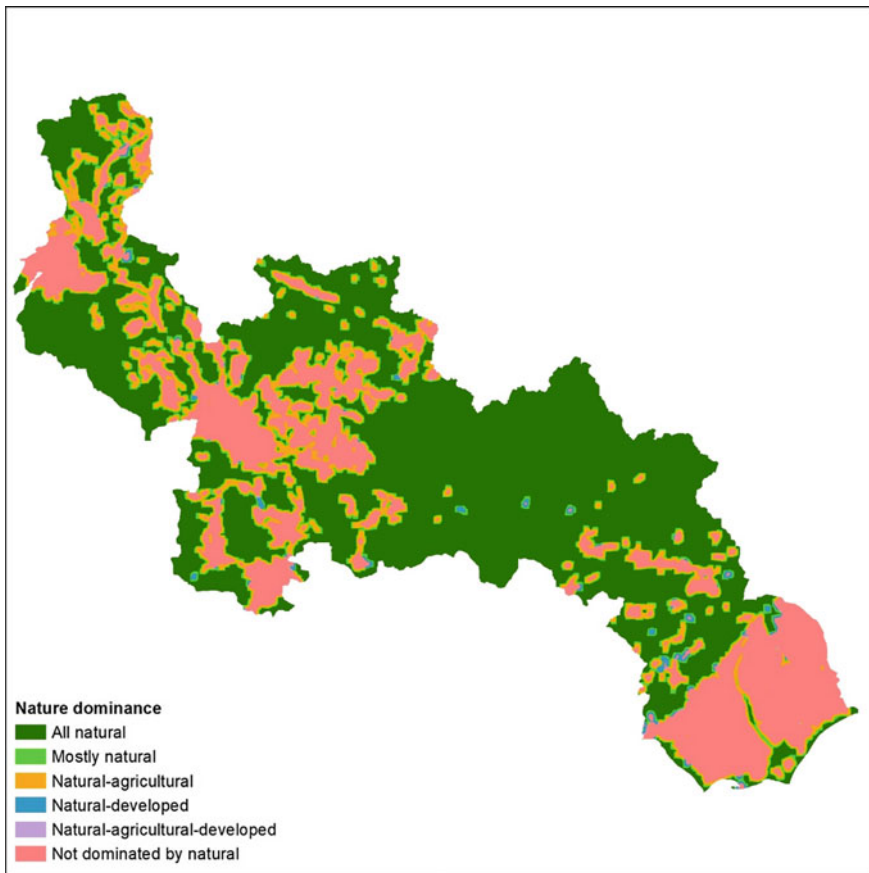 Nature dominance
All natural
Mostly natural
Natural-agricultural
Natural-developed
Natural-agricultural-developed
Not dominated by natural